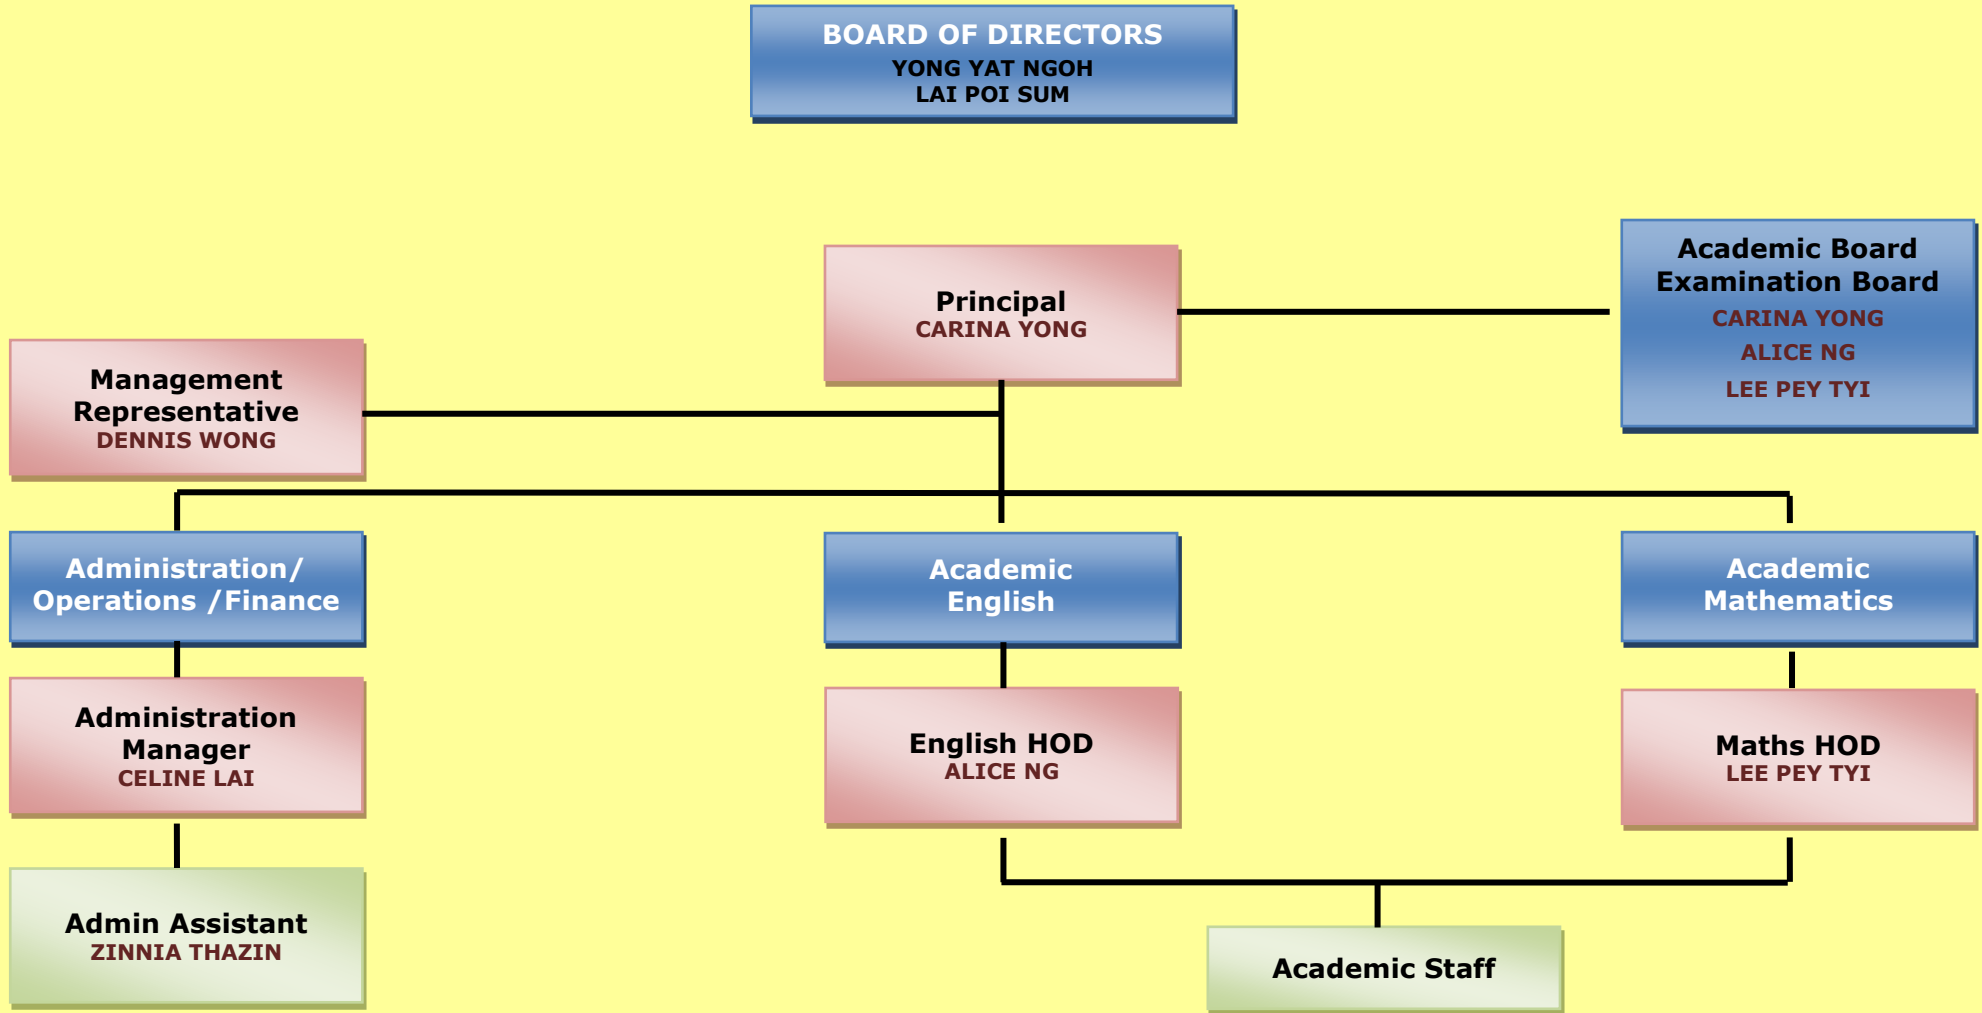 BOARD OF DIRECTORS
YONG YAT NGOH
LAI POI SUM
Academic Board
Examination Board
CARINA YONG
ALICE NG
LEE PEY TYI
Principal
CARINA YONG
Management
Representative
DENNIS WONG
Administration/
Operations /Finance
Academic
English
Academic
Mathematics
Administration
Manager
CELINE LAI
English HOD
ALICE NG
Maths HOD
LEE PEY TYI
Admin Assistant
ZINNIA THAZIN
Academic Staff